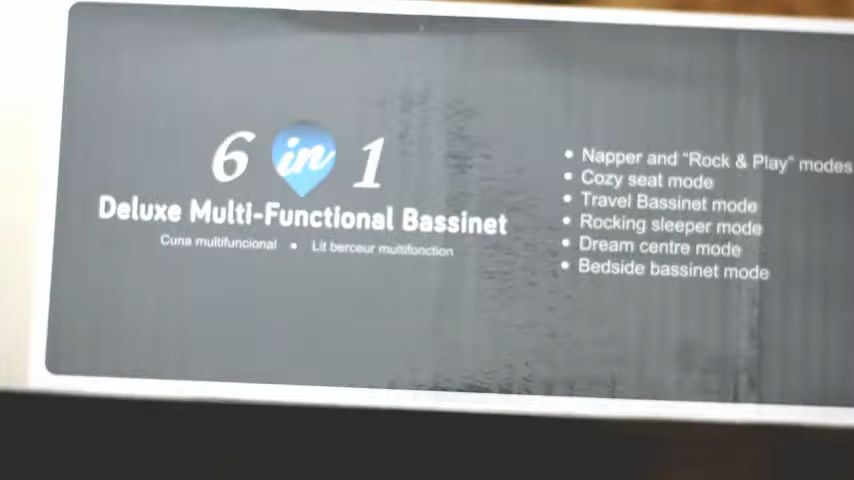 6 in 1
Deluxe Multi-Functional Bassinet
Cuna multifuncional • Lit berceur multifonction
• Napper and "Rock & Play" modes
• Cozy seat mode
• Travel Bassinet mode
• Rocking sleeper mode
• Dream centre mode
• Bedside bassinet mode